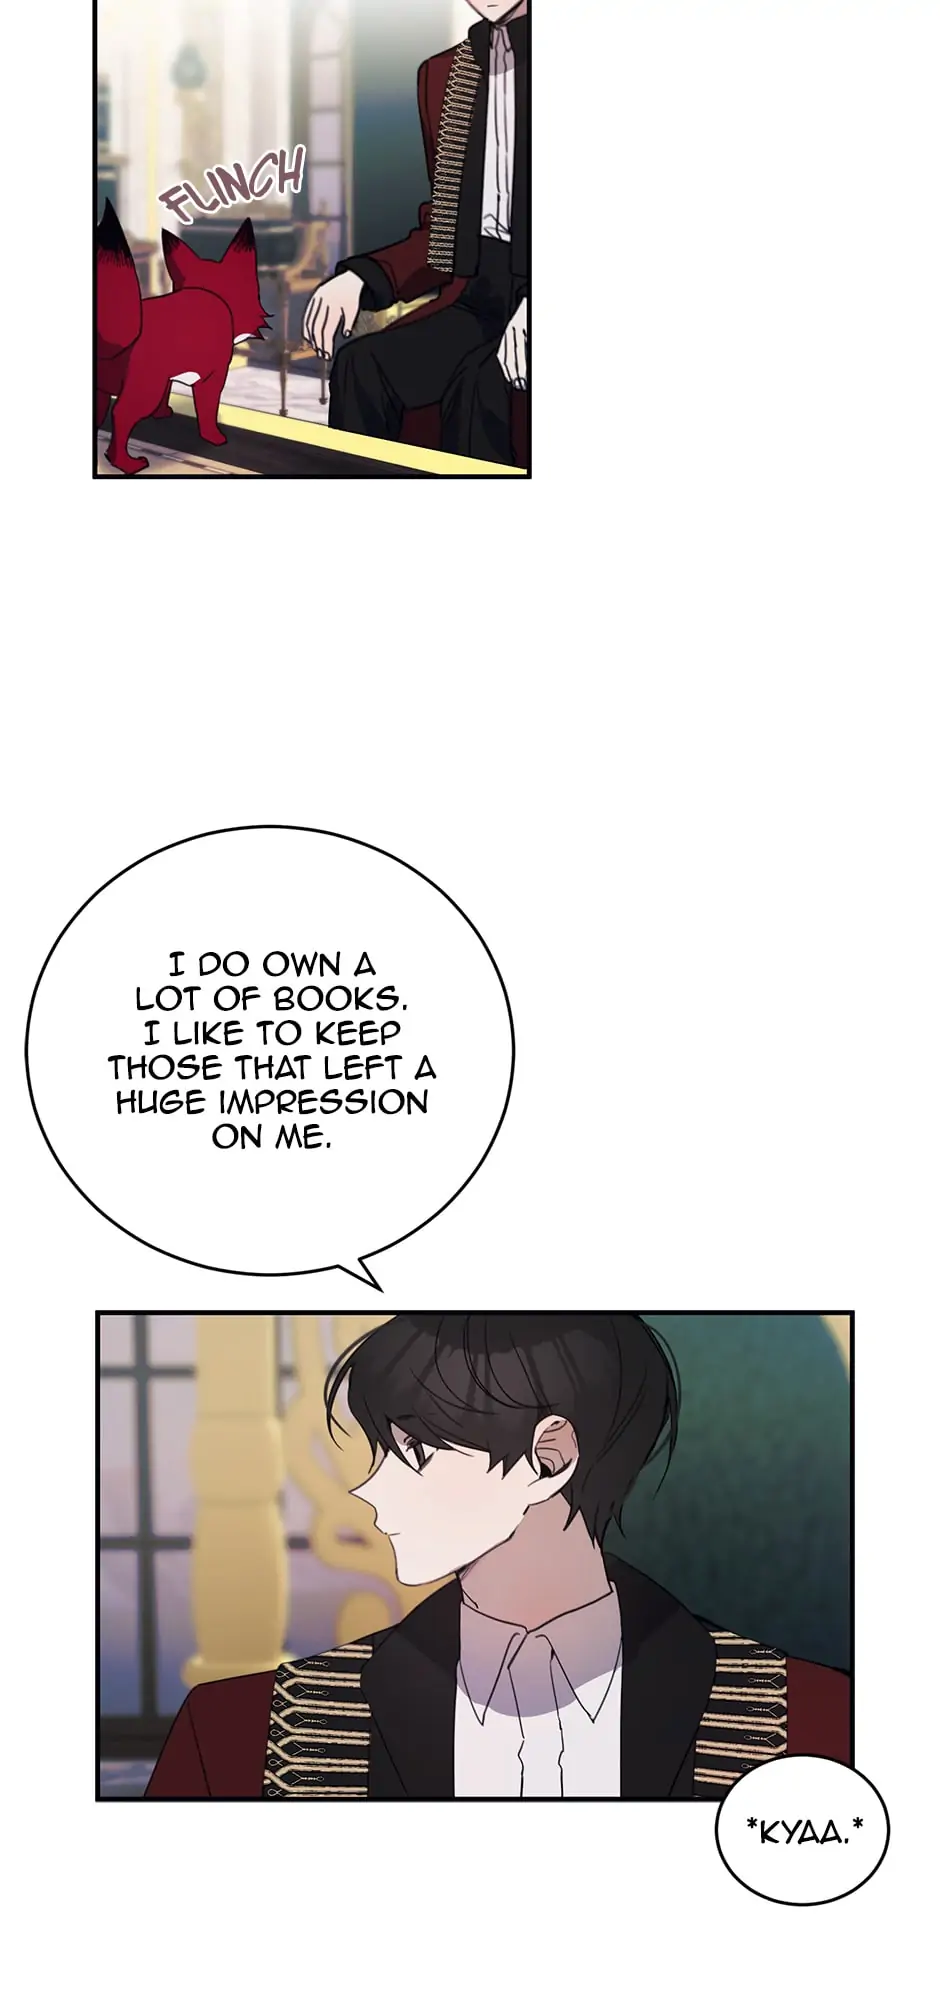 FLINCH
I DO OWN A
LOT OF BOOKS.
I LIKE TO KEEP
THOSE THAT LEFT A
HUGE IMPRESSION
ON ME.
*KYAA.*